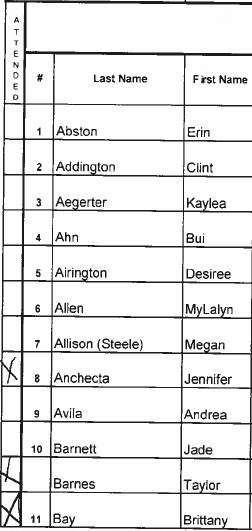 ATTENDED
# Last Name First Name
1 Abston Erin
2 Addington Clint
3 Aegerter Kaylea
4 Ahn Bui
5 Airington Desiree
6 Allen MyLalyn
7 Allison (Steele) Megan
X 8 Anchecta Jennifer
9 Avila Andrea
10 Barnett Jade
Barnes Taylor
X 11 Bay Brittany